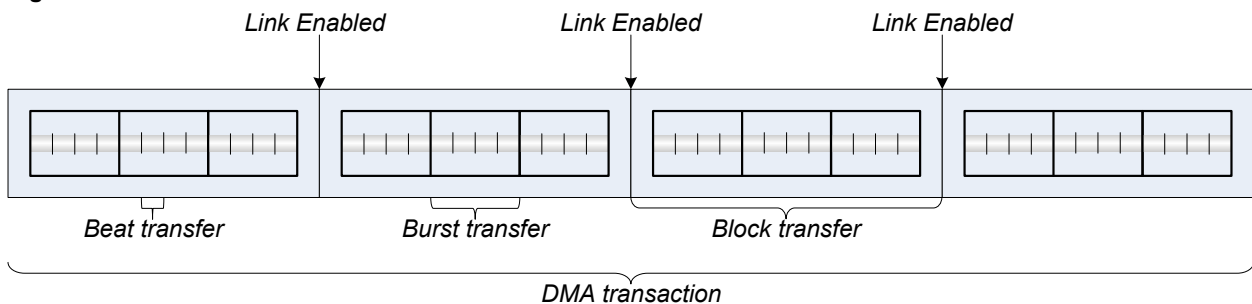 Link Enabled Link Enabled Link Enabled
Beat transfer Burst transfer Block transfer
DMA transaction